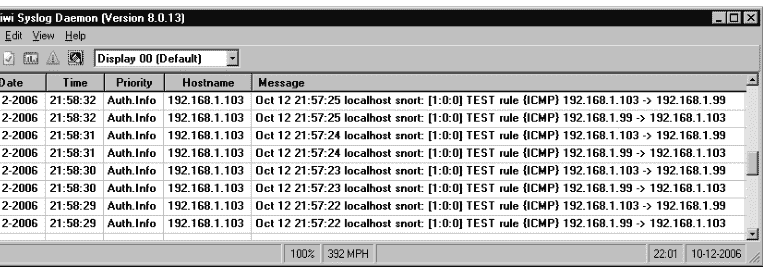 iwi Syslog Daemon (Version 8.0.13)
Edit View Help
Display 00 (Default)
Date Time Priority Hostname Message
2-2006 21:58:32 Auth.Info 192.168.1.103 Oct 12 21:57:25 localhost snort: [1:0:0] TEST rule {ICMP} 192.168.1.103 -> 192.168.1.99
2-2006 21:58:32 Auth.Info 192.168.1.103 Oct 12 21:57:25 localhost snort: [1:0:0] TEST rule {ICMP} 192.168.1.99 -> 192.168.1.103
2-2006 21:58:31 Auth.Info 192.168.1.103 Oct 12 21:57:24 localhost snort: [1:0:0] TEST rule {ICMP} 192.168.1.103 -> 192.168.1.99
2-2006 21:58:31 Auth.Info 192.168.1.103 Oct 12 21:57:24 localhost snort: [1:0:0] TEST rule {ICMP} 192.168.1.99 -> 192.168.1.103
2-2006 21:58:30 Auth.Info 192.168.1.103 Oct 12 21:57:23 localhost snort: [1:0:0] TEST rule {ICMP} 192.168.1.103 -> 192.168.1.99
2-2006 21:58:30 Auth.Info 192.168.1.103 Oct 12 21:57:23 localhost snort: [1:0:0] TEST rule {ICMP} 192.168.1.99 -> 192.168.1.103
2-2006 21:58:29 Auth.Info 192.168.1.103 Oct 12 21:57:22 localhost snort: [1:0:0] TEST rule {ICMP} 192.168.1.103 -> 192.168.1.99
2-2006 21:58:29 Auth.Info 192.168.1.103 Oct 12 21:57:22 localhost snort: [1:0:0] TEST rule {ICMP} 192.168.1.99 -> 192.168.1.103
100% 392 MPH 22:01 10-12-2006